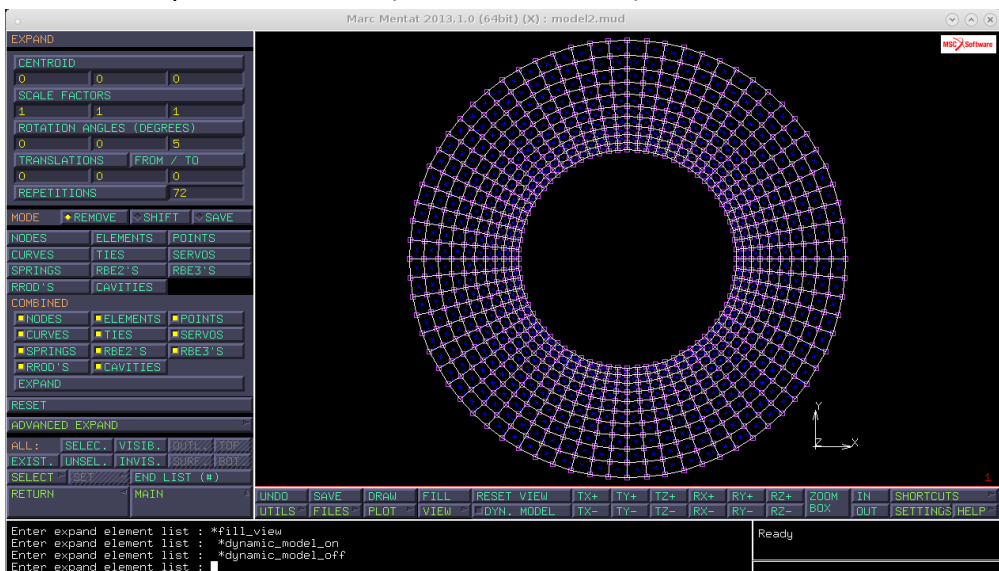 Marc Mentat 2013.1.0 (64bit) (X) : model2.mud
EXPAND
MSC Software
CENTROID
0 0 0
SCALE FACTORS
1 1 1
ROTATION ANGLES (DEGREES)
0 0 5
TRANSLATIONS FROM / TO
0 0 0
REPETITIONS 72
MODE REMOVE SHIFT SAVE
NODES ELEMENTS POINTS
CURVES TIES SERVOS
SPRINGS RBE2'S RBE3'S
RROD'S CAVITIES
COMBINED
NODES ELEMENTS POINTS
CURVES TIES SERVOS
SPRINGS RBE2'S RBE3'S
RROD'S CAVITIES
EXPAND
RESET
ADVANCED EXPAND
Y
Z X
ALL: SELEC. VISIB. OUTL. TOP
EXIST. UNSEL. INVIS. SURF. BOT
SELECT SET END LIST (#)
1
RETURN MAIN
UNDO SAVE DRAW FILL RESET VIEW TX+ TY+ TZ+ RX+ RY+ RZ+ ZOOM IN SHORTCUTS
UTILS FILES PLOT VIEW DYN. MODEL TX- TY- TZ- RX- RY- RZ- BOX OUT SETTINGS HELP
Enter expand element list : *fill_view
Enter expand element list : *dynamic_model_on
Enter expand element list : *dynamic_model_off
Enter expand element list :
Ready